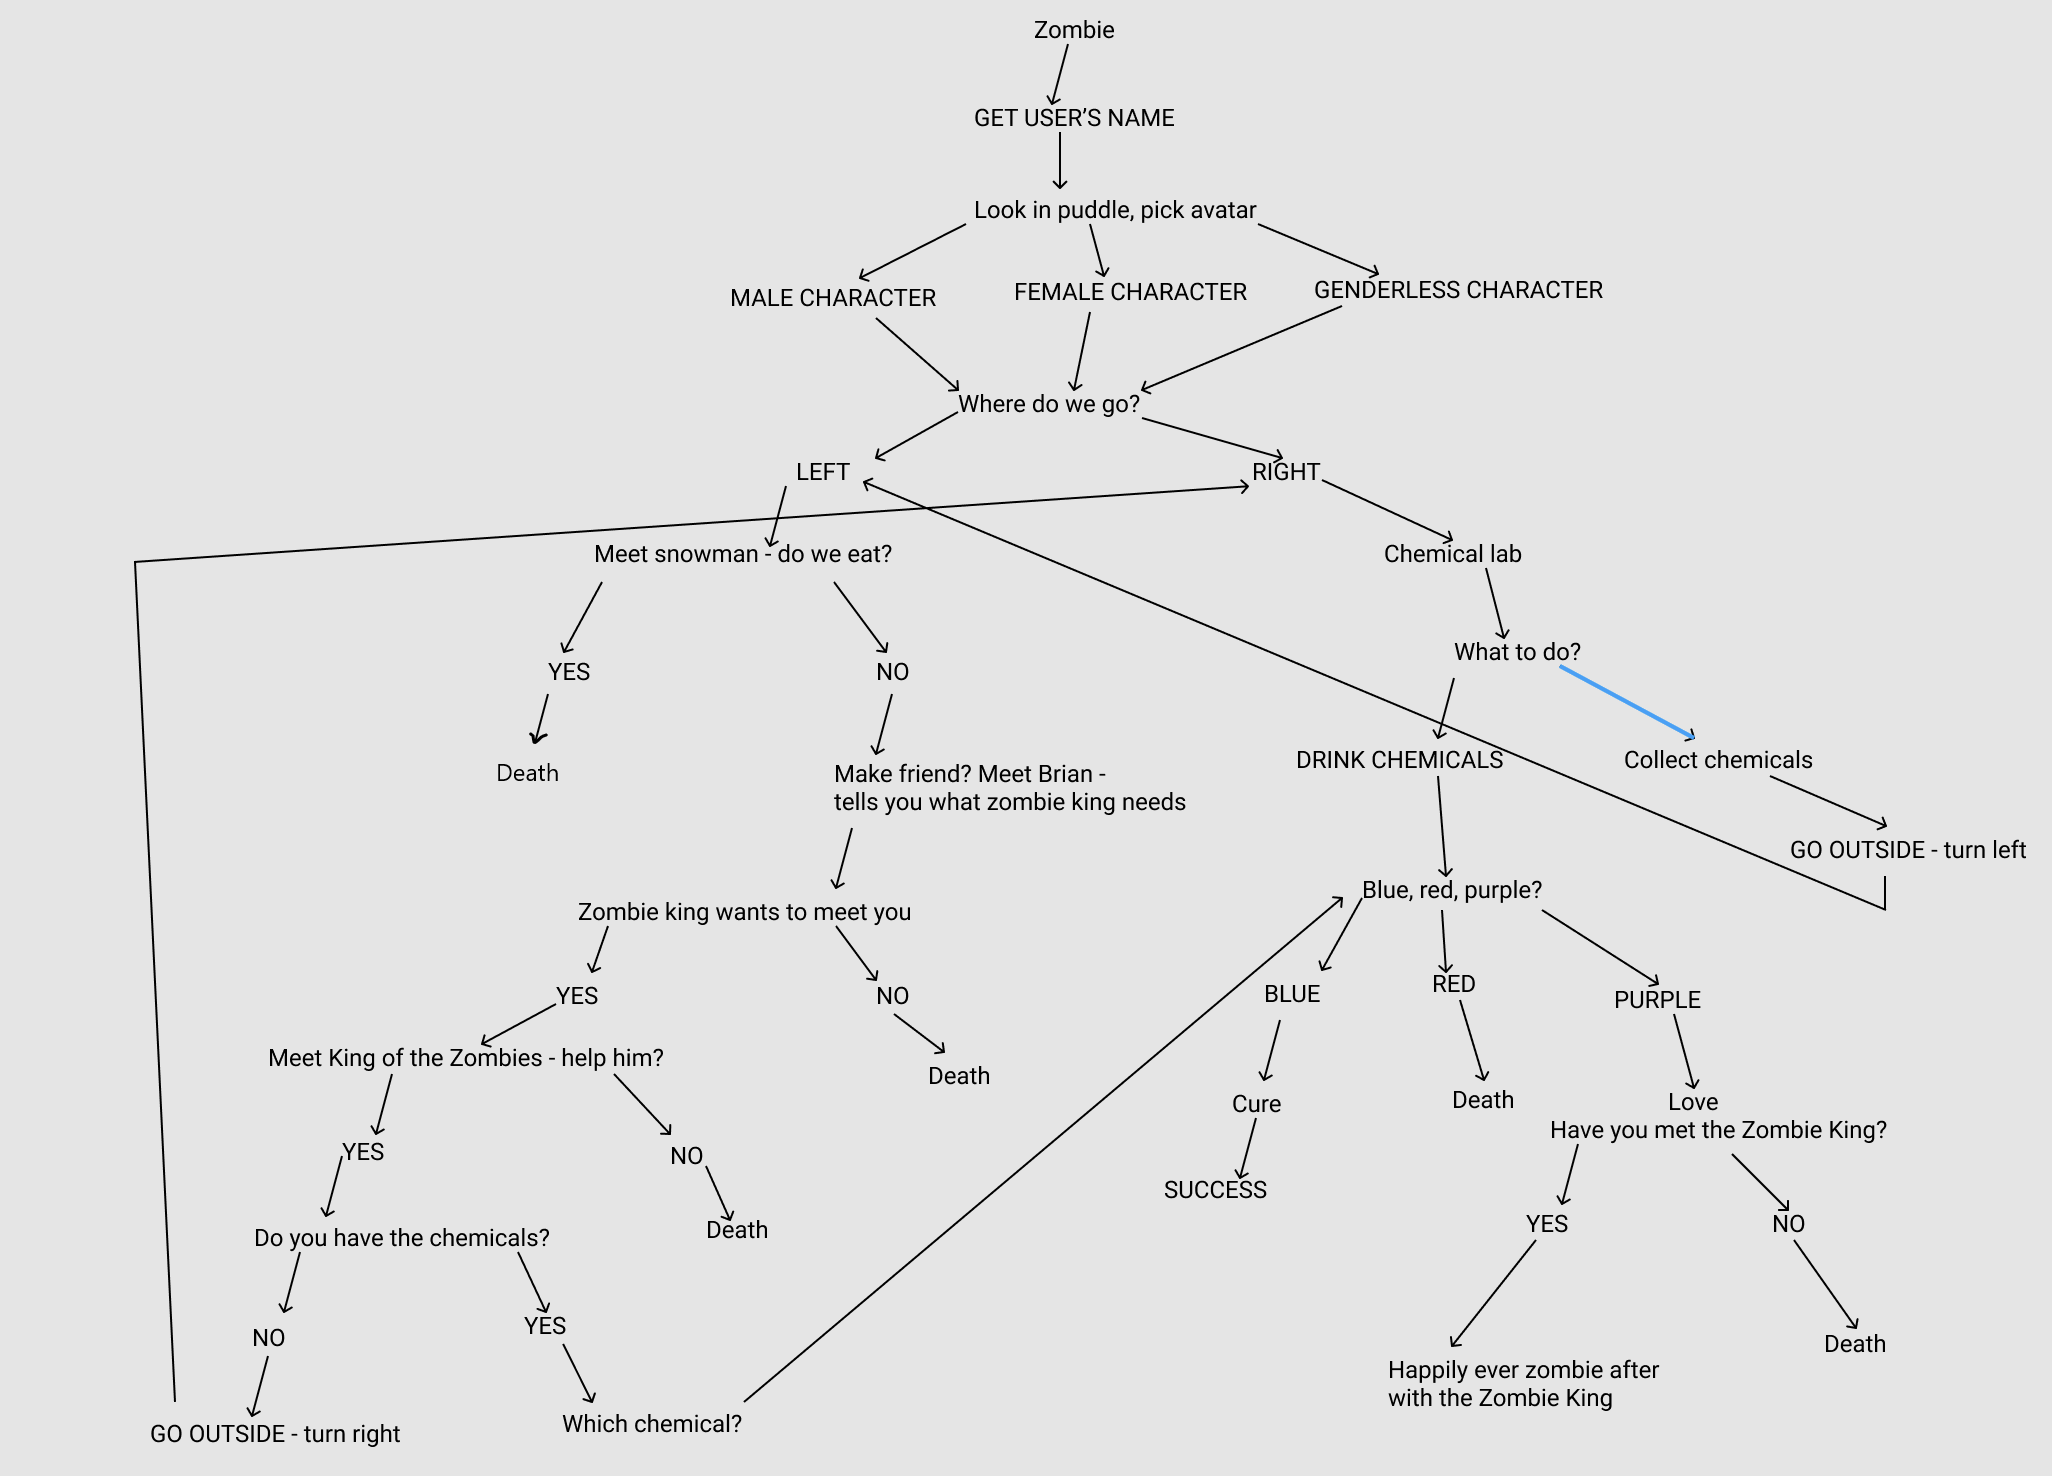 Zombie
GET USER’S NAME
Look in puddle, pick avatar
MALE CHARACTER
FEMALE CHARACTER
GENDERLESS CHARACTER
Where do we go?
LEFT
RIGHT
Meet snowman - do we eat?
Chemical lab
YES
NO
What to do?
Death
Make friend? Meet Brian -
tells you what zombie king needs
DRINK CHEMICALS
Collect chemicals
GO OUTSIDE - turn left
Zombie king wants to meet you
Blue, red, purple?
YES
NO
BLUE
RED
PURPLE
Meet King of the Zombies - help him?
Death
Cure
Death
Love
Have you met the Zombie King?
YES
NO
SUCCESS
Do you have the chemicals?
Death
YES
NO
NO
YES
Death
Happily ever zombie after
with the Zombie King
GO OUTSIDE - turn right
Which chemical?